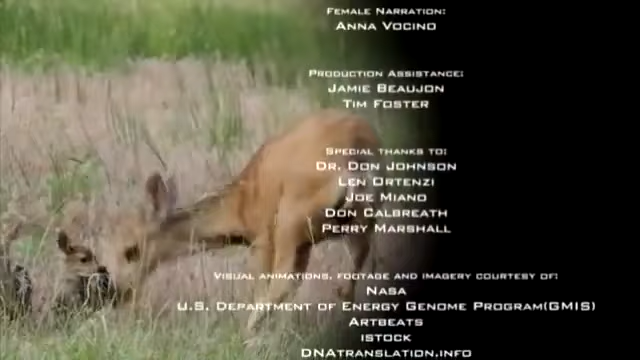 Female Narration:
Anna Vocino
Production Assistance:
Jamie Beaujon
Tim Foster
Special thanks to:
Dr. Don Johnson
Len Ortenzi
Joe Miano
Don Calbreath
Perry Marshall
Visual animations, footage and imagery courtesy of:
NASA
U.S. Department of Energy Genome Program(GMIS)
Artbeats
iStock
DNAtranslation.info